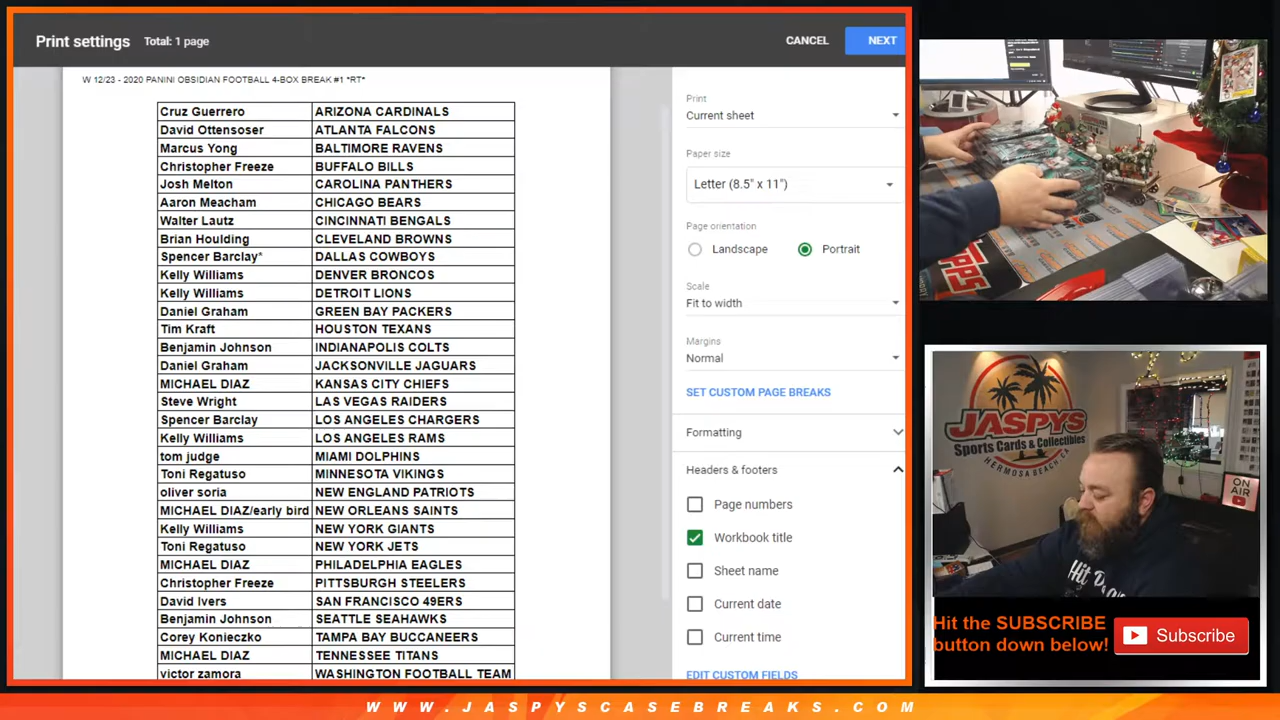 Print settings Total: 1 page CANCEL NEXT
W 12/23 - 2020 PANINI OBSIDIAN FOOTBALL 4-BOX BREAK #1 *RT*
Cruz Guerrero ARIZONA CARDINALS
David Ottensoser ATLANTA FALCONS
Marcus Yong BALTIMORE RAVENS
Christopher Freeze BUFFALO BILLS
Josh Melton CAROLINA PANTHERS
Aaron Meacham CHICAGO BEARS
Walter Lautz CINCINNATI BENGALS
Brian Houlding CLEVELAND BROWNS
Spencer Barclay* DALLAS COWBOYS
Kelly Williams DENVER BRONCOS
Kelly Williams DETROIT LIONS
Daniel Graham GREEN BAY PACKERS
Tim Kraft HOUSTON TEXANS
Benjamin Johnson INDIANAPOLIS COLTS
Daniel Graham JACKSONVILLE JAGUARS
MICHAEL DIAZ KANSAS CITY CHIEFS
Steve Wright LAS VEGAS RAIDERS
Spencer Barclay LOS ANGELES CHARGERS
Kelly Williams LOS ANGELES RAMS
tom judge MIAMI DOLPHINS
Toni Regatuso MINNESOTA VIKINGS
oliver soria NEW ENGLAND PATRIOTS
MICHAEL DIAZ/early bird NEW ORLEANS SAINTS
Kelly Williams NEW YORK GIANTS
Toni Regatuso NEW YORK JETS
MICHAEL DIAZ PHILADELPHIA EAGLES
Christopher Freeze PITTSBURGH STEELERS
David Ivers SAN FRANCISCO 49ERS
Benjamin Johnson SEATTLE SEAHAWKS
Corey Konieczko TAMPA BAY BUCCANEERS
MICHAEL DIAZ TENNESSEE TITANS
victor zamora WASHINGTON FOOTBALL TEAM
Print
Current sheet
Paper size
Letter (8.5" x 11")
Page orientation
Landscape Portrait
Scale
Fit to width
Margins
Normal
SET CUSTOM PAGE BREAKS
Formatting
Headers & footers
Page numbers
Workbook title
Sheet name
Current date
Current time
EDIT CUSTOM FIELDS
TOPPS
JASPYS
Sports Cards & Collectibles
HERMOSA BEACH, CA
ON
AIR
Hit the SUBSCRIBE
button down below!
Subscribe
WWW.JASPYSCASEBREAKS.COM